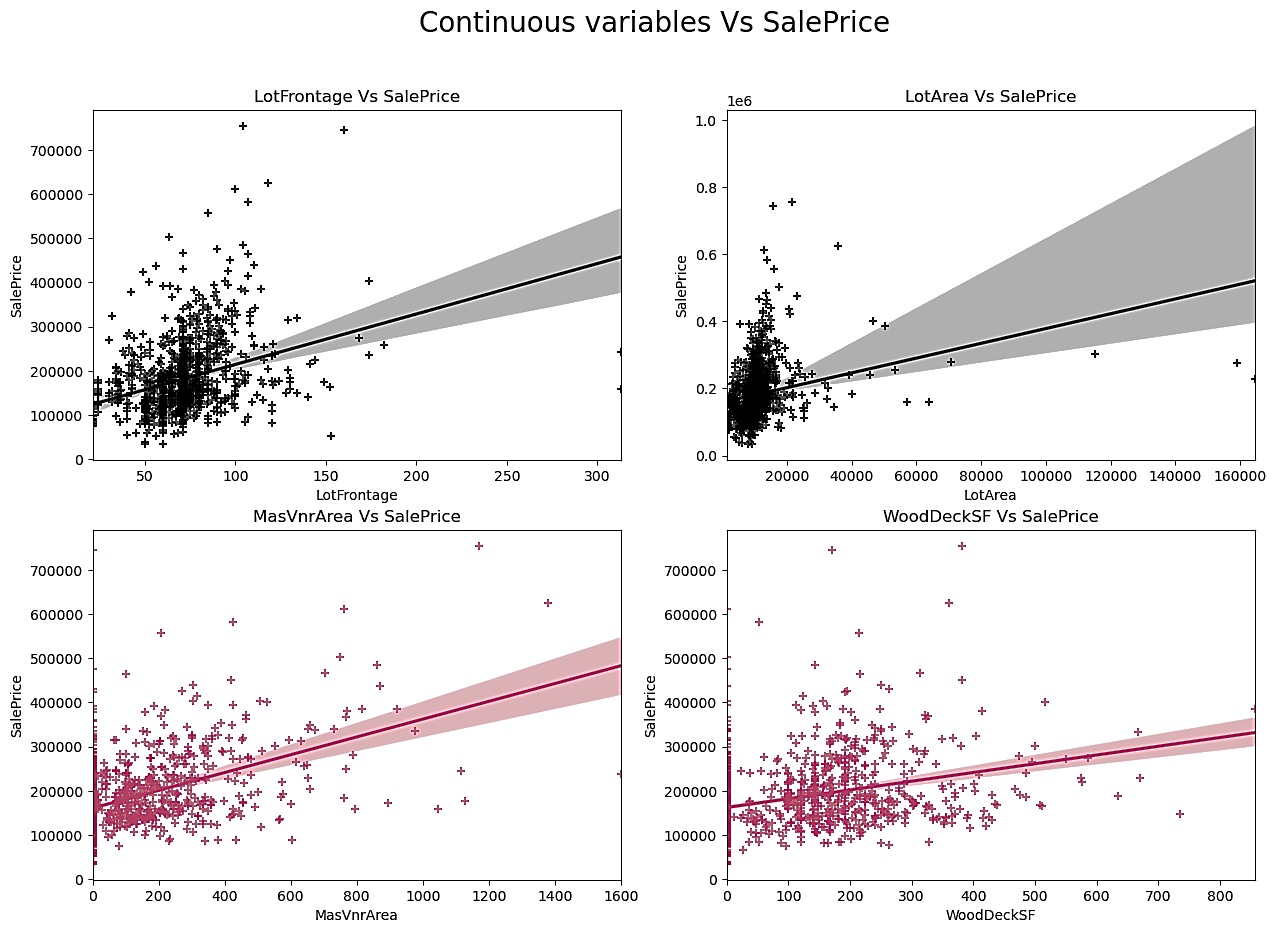 Continuous variables Vs SalePrice
LotFrontage Vs SalePrice
SalePrice
700000
600000
500000
400000
300000
200000
100000
0
50 100 150 200 250 300
LotFrontage
LotArea Vs SalePrice
1e6
SalePrice
1.0
0.8
0.6
0.4
0.2
0.0
20000 40000 60000 80000 100000 120000 140000 160000
LotArea
MasVnrArea Vs SalePrice
SalePrice
700000
600000
500000
400000
300000
200000
100000
0
0 200 400 600 800 1000 1200 1400 1600
MasVnrArea
WoodDeckSF Vs SalePrice
SalePrice
700000
600000
500000
400000
300000
200000
100000
0
0 100 200 300 400 500 600 700 800
WoodDeckSF